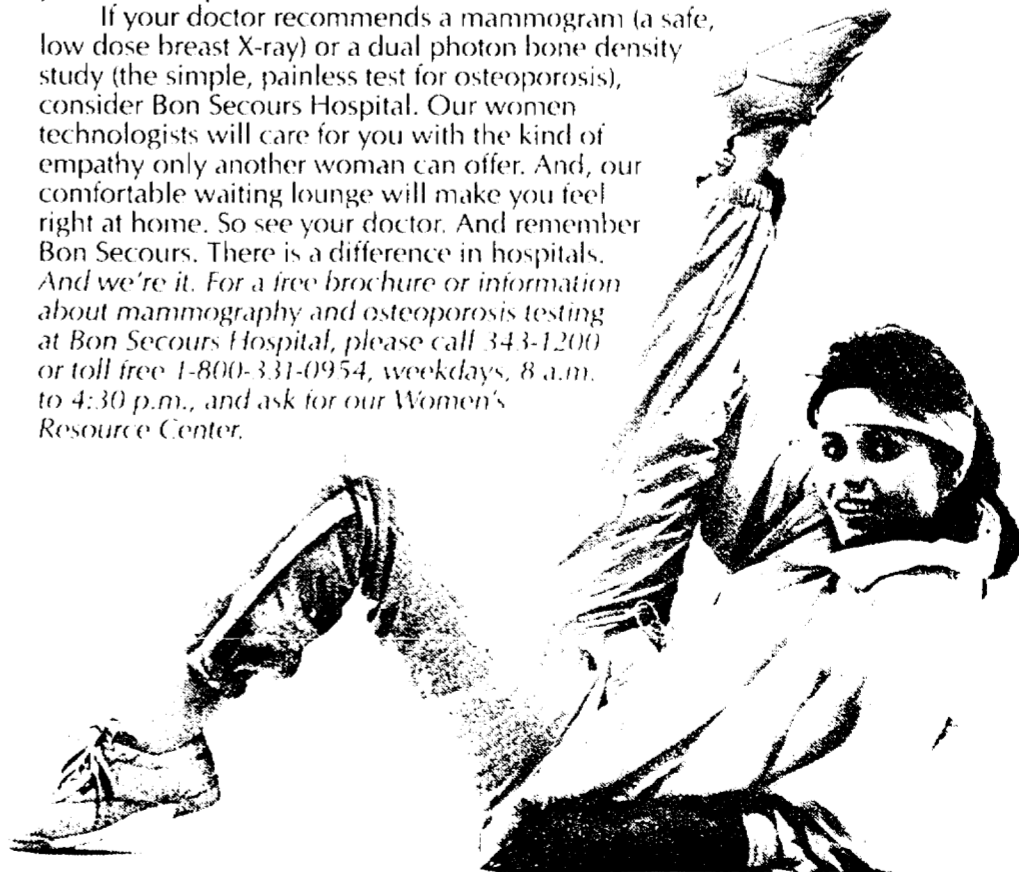 If your doctor recommends a mammogram (a safe,
low dose breast X-ray) or a dual photon bone density
study (the simple, painless test for osteoporosis),
consider Bon Secours Hospital. Our women
technologists will care for you with the kind of
empathy only another woman can offer. And, our
comfortable waiting lounge will make you feel
right at home. So see your doctor. And remember
Bon Secours. There is a difference in hospitals.
And we're it. For a free brochure or information
about mammography and osteoporosis testing
at Bon Secours Hospital, please call 343-1200
or toll free 1-800-331-0954, weekdays, 8 a.m.
to 4:30 p.m., and ask for our Women's
Resource Center.